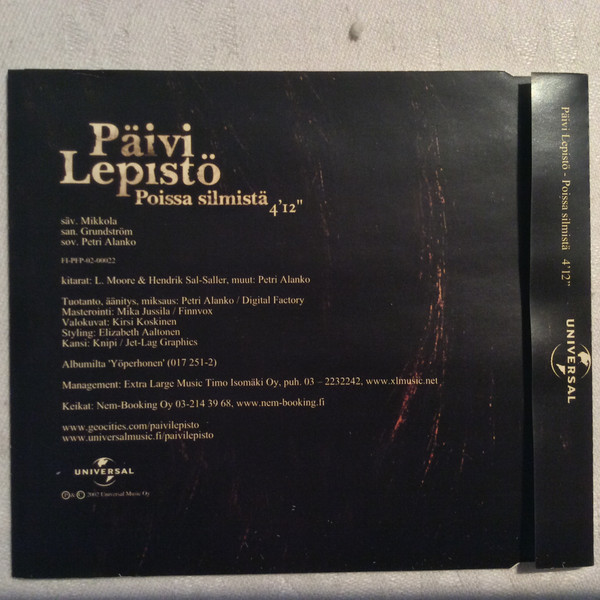 Päivi
Lepistö
Poissa silmistä 4'12"
säv. Mikkola
san. Grundström
sov. Petri Alanko
FI-PFP-02-00022
kitarat: L. Moore & Hendrik Sal-Saller, muut: Petri Alanko
Tuotanto, äänitys, miksaus: Petri Alanko / Digital Factory
Masterointi: Mika Jussila / Finnvox
Valokuvat: Kirsi Koskinen
Styling: Elizabeth Aaltonen
Kansi: Knipi / Jet-Lag Graphics
Albumilta 'Yöperhonen' (017 251-2)
Management: Extra Large Music Timo Isomäki Oy, puh. 03 – 2232242, www.xlmusic.net
Keikat: Nem-Booking Oy 03-214 39 68, www.nem-booking.fi
www.geocities.com/paivilepisto
www.universalmusic.fi/paivilepisto
UNIVERSAL
℗ & © 2002 Universal Music Oy
Päivi Lepistö - Poissa silmistä 4'12"
UNIVERSAL